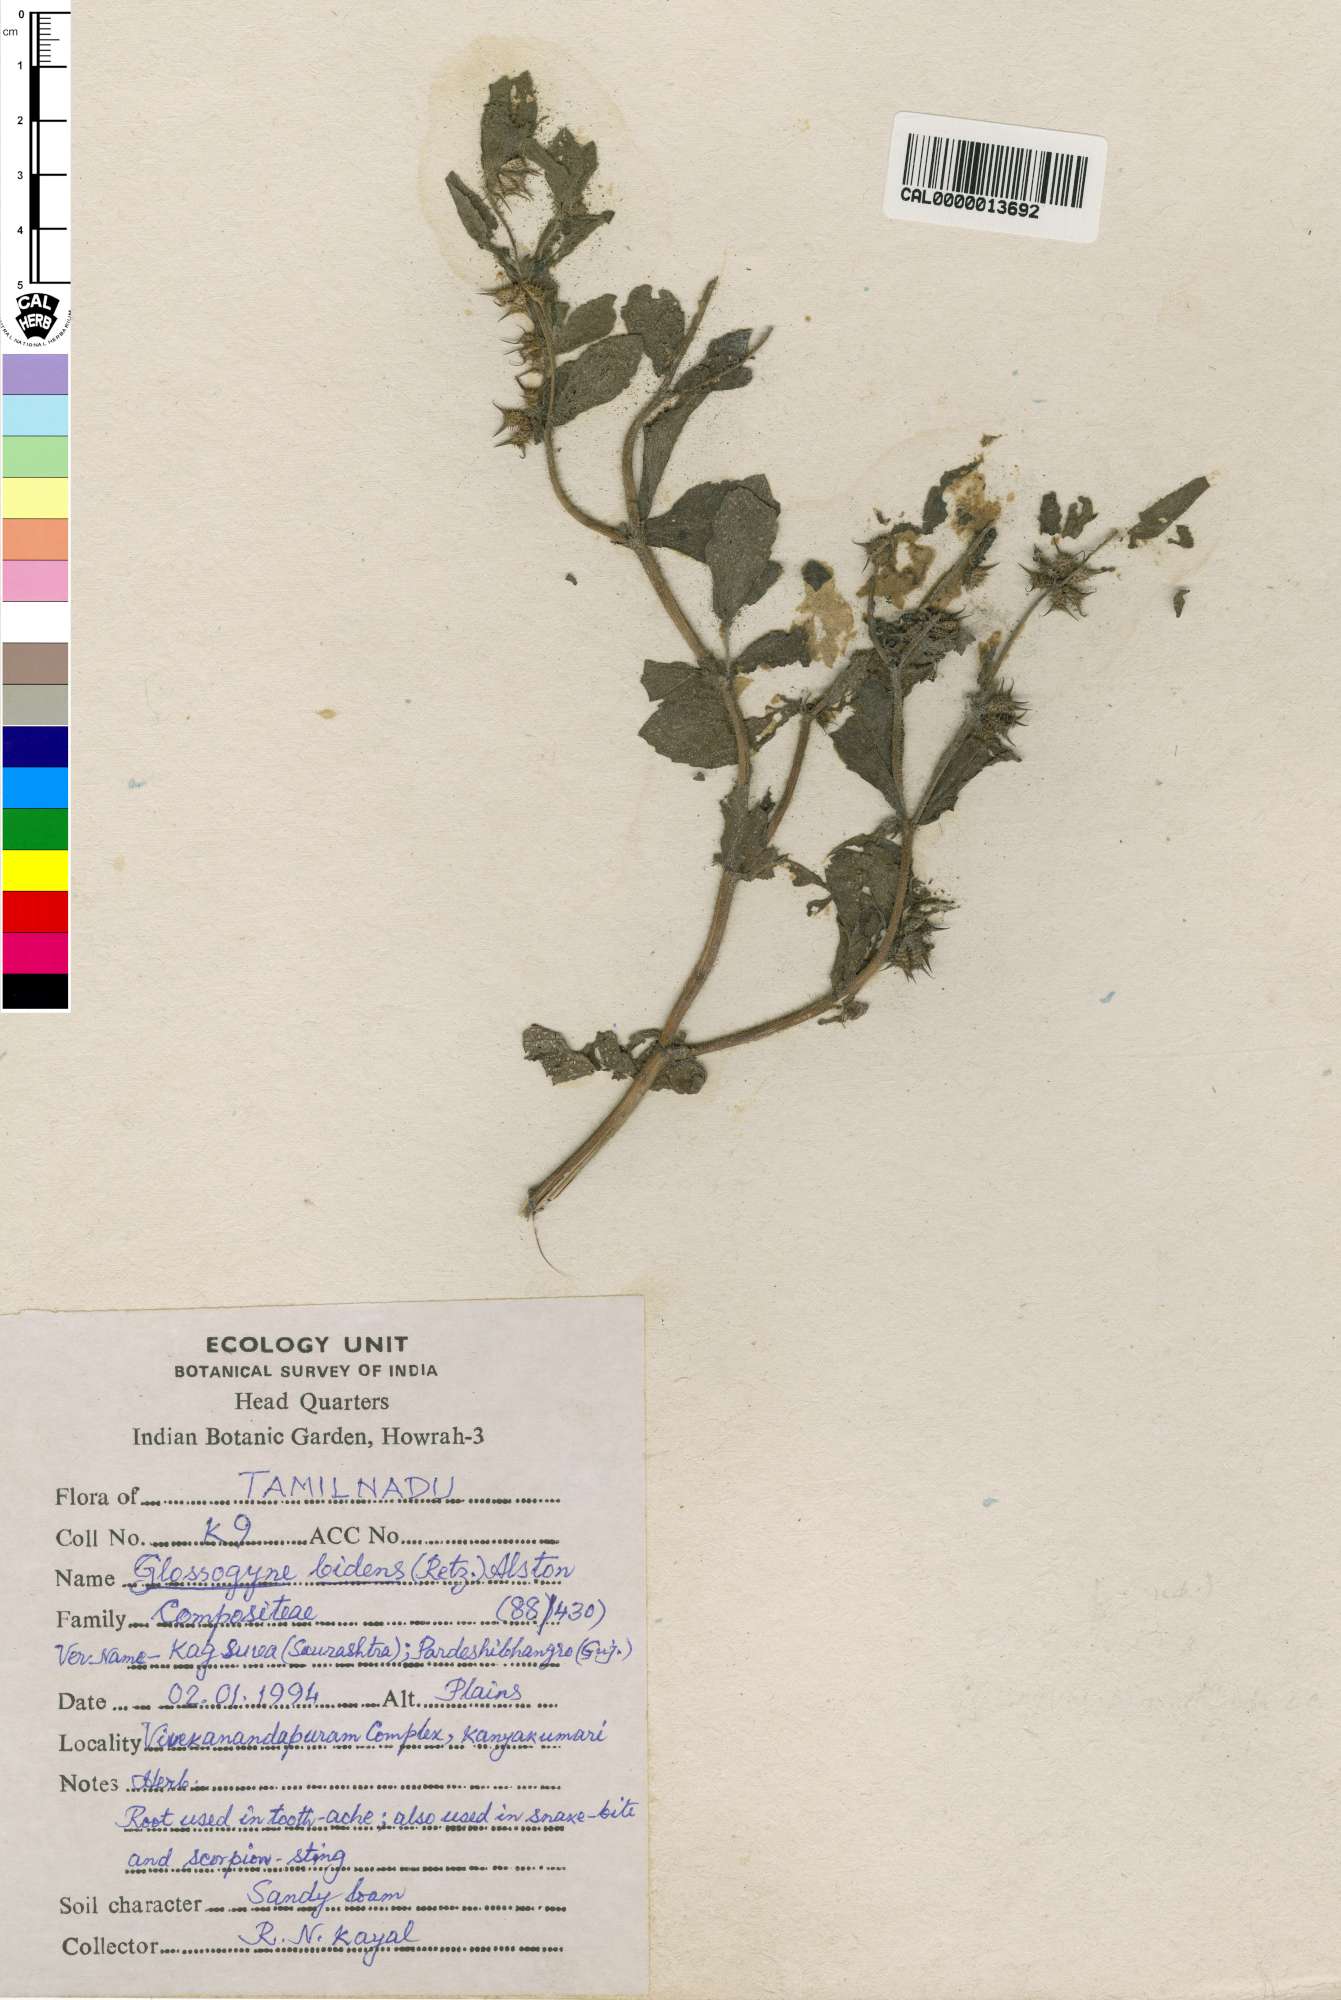 0
cm
1
2
3
4
5
CAL
HERB
CENTRAL NATIONAL HERBARIUM
CAL0000013692
ECOLOGY UNIT
BOTANICAL SURVEY OF INDIA
Head Quarters
Indian Botanic Garden, Howrah-3
Flora of TAMILNADU
Coll No. K9 ACC No.
Name Glossogyne bidens (Retz.) Alston
Family Compositeae (88/430)
Ver. Name - Kag surea (Saurashtra); Pardeshibhangro (Guj.)
Date 02.01.1994 Alt. Plains
Locality Vivekanandapuram Complex, Kanyakumari
Notes Herb.
Root used in tooth-ache; also used in snake-bite
and scorpion-sting
Soil character Sandy loam
Collector R. N. Kayal